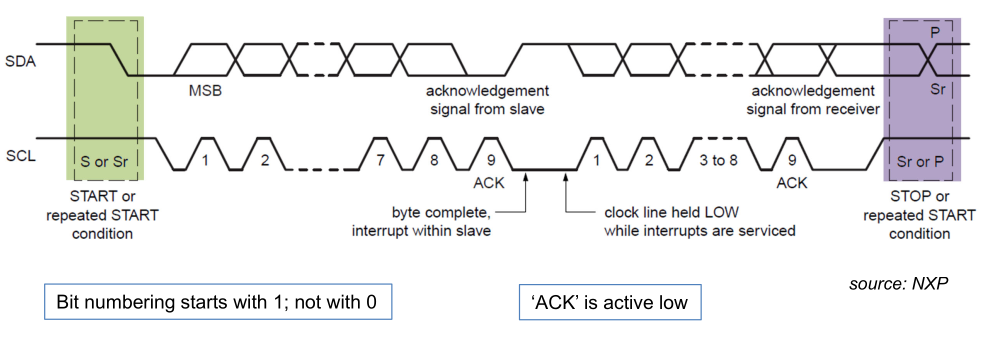 P
SDA
MSB
acknowledgement
signal from slave
acknowledgement
signal from receiver
Sr
SCL
S or Sr
1
2
7
8
9
1
2
3 to 8
9
Sr or P
ACK
ACK
START or
repeated START
condition
byte complete,
interrupt within slave
clock line held LOW
while interrupts are serviced
STOP or
repeated START
condition
source: NXP
Bit numbering starts with 1; not with 0
‘ACK’ is active low